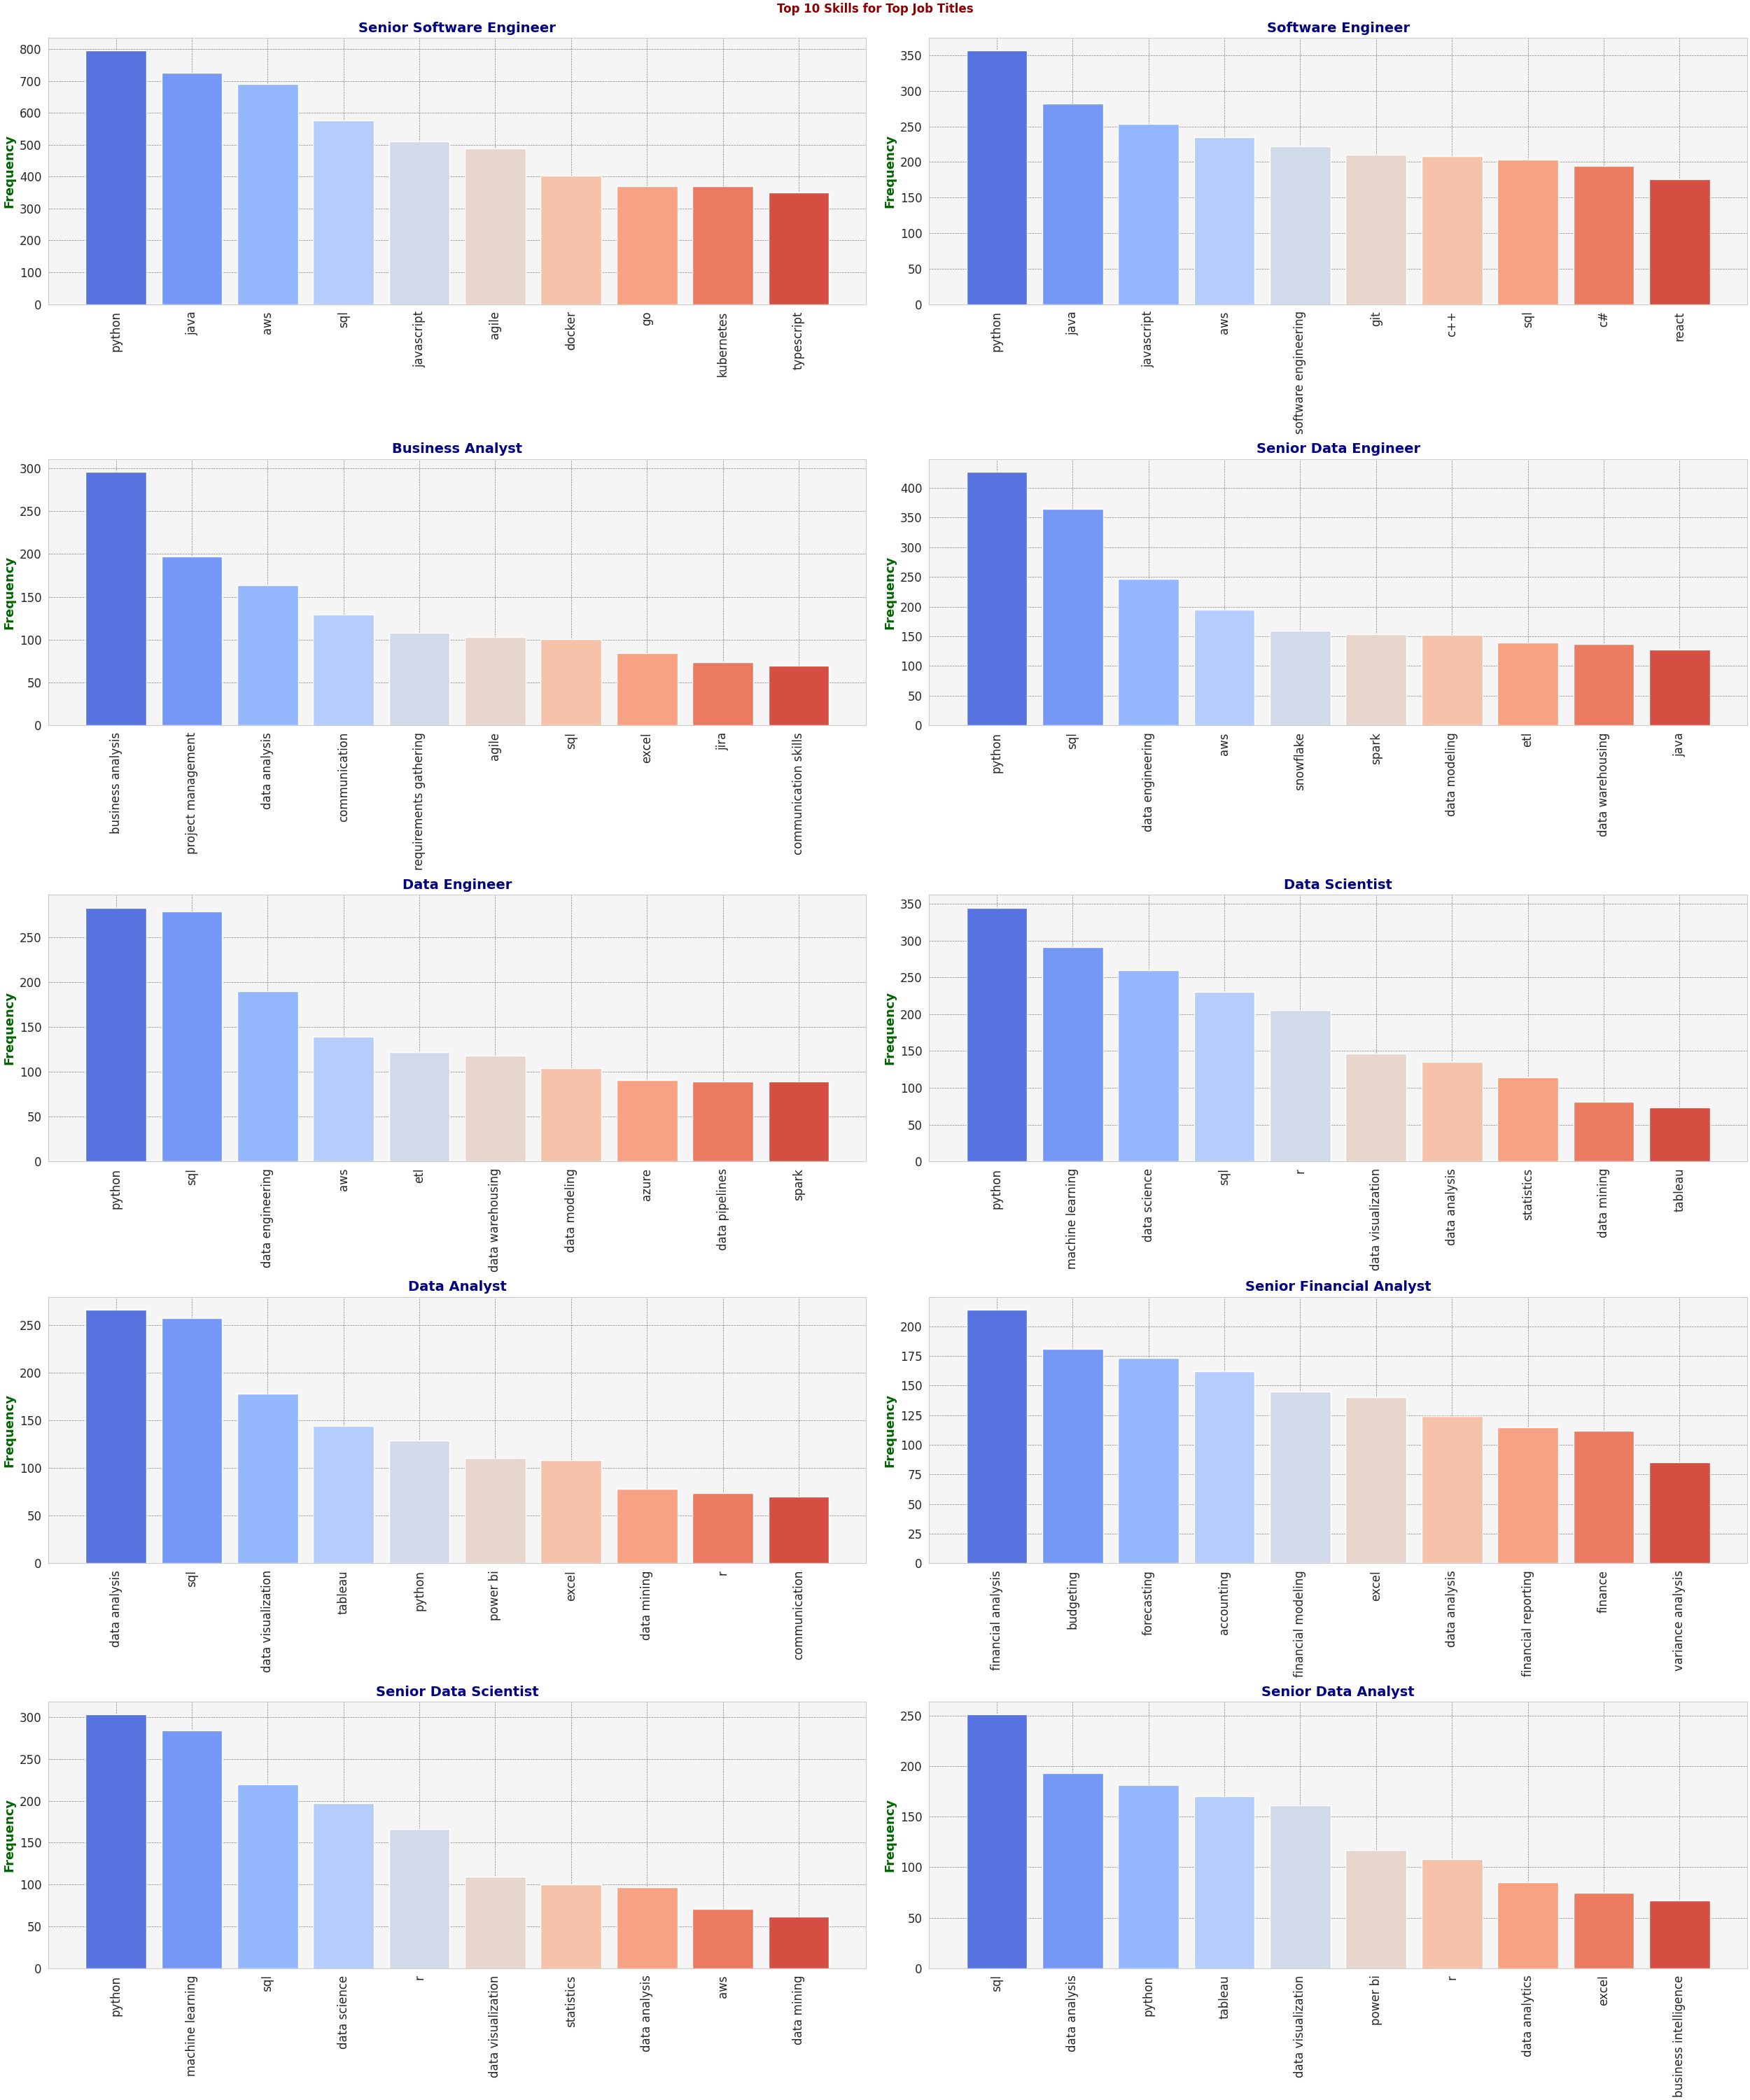 Top 10 Skills for Top Job Titles
Senior Software Engineer
Frequency
800
700
600
500
400
300
200
100
0
python
java
aws
sql
javascript
agile
docker
go
kubernetes
typescript
Software Engineer
Frequency
350
300
250
200
150
100
50
0
python
java
javascript
aws
software engineering
git
c++
sql
c#
react
Business Analyst
Frequency
300
250
200
150
100
50
0
business analysis
project management
data analysis
communication
requirements gathering
agile
sql
excel
jira
communication skills
Senior Data Engineer
Frequency
400
350
300
250
200
150
100
50
0
python
sql
data engineering
aws
snowflake
spark
data modeling
etl
data warehousing
java
Data Engineer
Frequency
250
200
150
100
50
0
python
sql
data engineering
aws
etl
data warehousing
data modeling
azure
data pipelines
spark
Data Scientist
Frequency
350
300
250
200
150
100
50
0
python
machine learning
data science
sql
r
data visualization
data analysis
statistics
data mining
tableau
Data Analyst
Frequency
250
200
150
100
50
0
data analysis
sql
data visualization
tableau
python
power bi
excel
data mining
r
communication
Senior Financial Analyst
Frequency
200
175
150
125
100
75
50
25
0
financial analysis
budgeting
forecasting
accounting
financial modeling
excel
data analysis
financial reporting
finance
variance analysis
Senior Data Scientist
Frequency
300
250
200
150
100
50
0
python
machine learning
sql
data science
r
data visualization
statistics
data analysis
aws
data mining
Senior Data Analyst
Frequency
250
200
150
100
50
0
sql
data analysis
python
tableau
data visualization
power bi
r
data analytics
excel
business intelligence